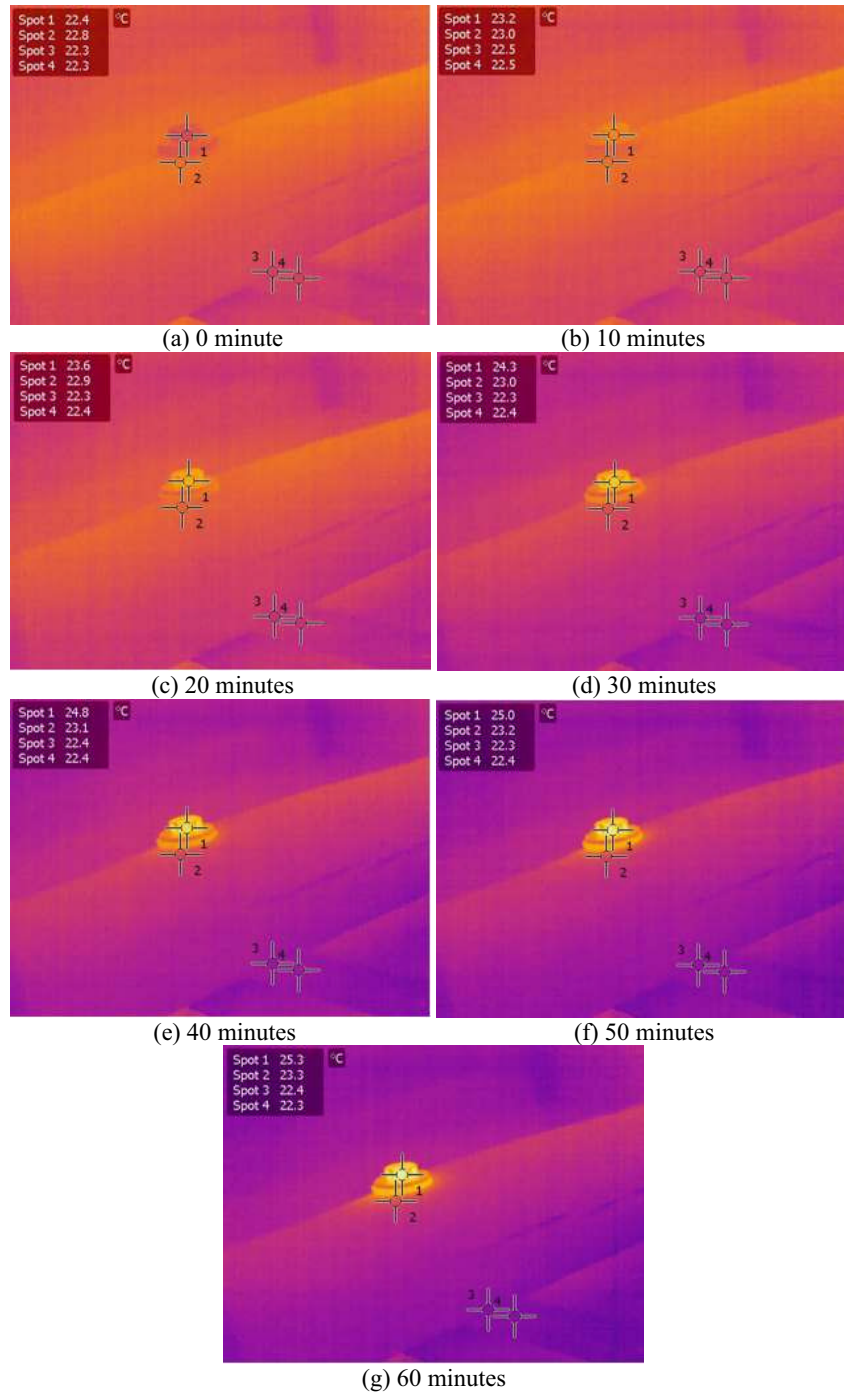 Spot 1 22.4 °C
Spot 2 22.8
Spot 3 22.3
Spot 4 22.3
1
2
3
4
(a) 0 minute
Spot 1 23.2 °C
Spot 2 23.0
Spot 3 22.5
Spot 4 22.5
1
2
3
4
(b) 10 minutes
Spot 1 23.6 °C
Spot 2 22.9
Spot 3 22.3
Spot 4 22.4
1
2
3
4
(c) 20 minutes
Spot 1 24.3 °C
Spot 2 23.0
Spot 3 22.3
Spot 4 22.4
1
2
3
4
(d) 30 minutes
Spot 1 24.8 °C
Spot 2 23.1
Spot 3 22.4
Spot 4 22.4
1
2
3
4
(e) 40 minutes
Spot 1 25.0 °C
Spot 2 23.2
Spot 3 22.3
Spot 4 22.4
1
2
3
4
(f) 50 minutes
Spot 1 25.3 °C
Spot 2 23.3
Spot 3 22.4
Spot 4 22.3
1
2
3
4
(g) 60 minutes